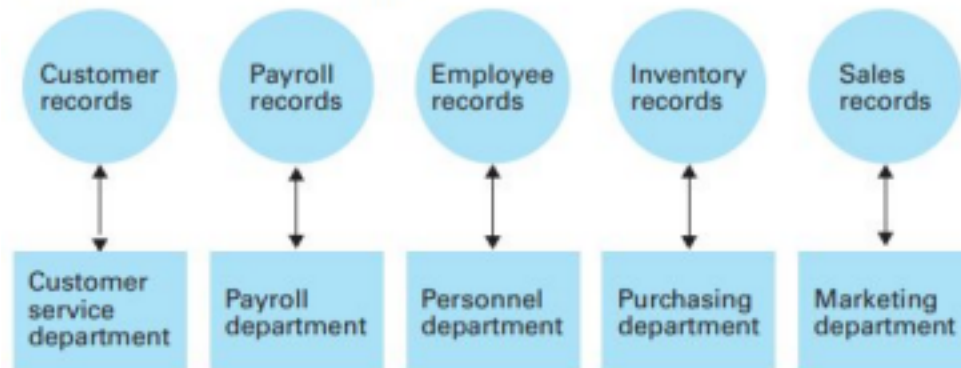 Customer
records
Payroll
records
Employee
records
Inventory
records
Sales
records
Customer
service
department
Payroll
department
Personnel
department
Purchasing
department
Marketing
department